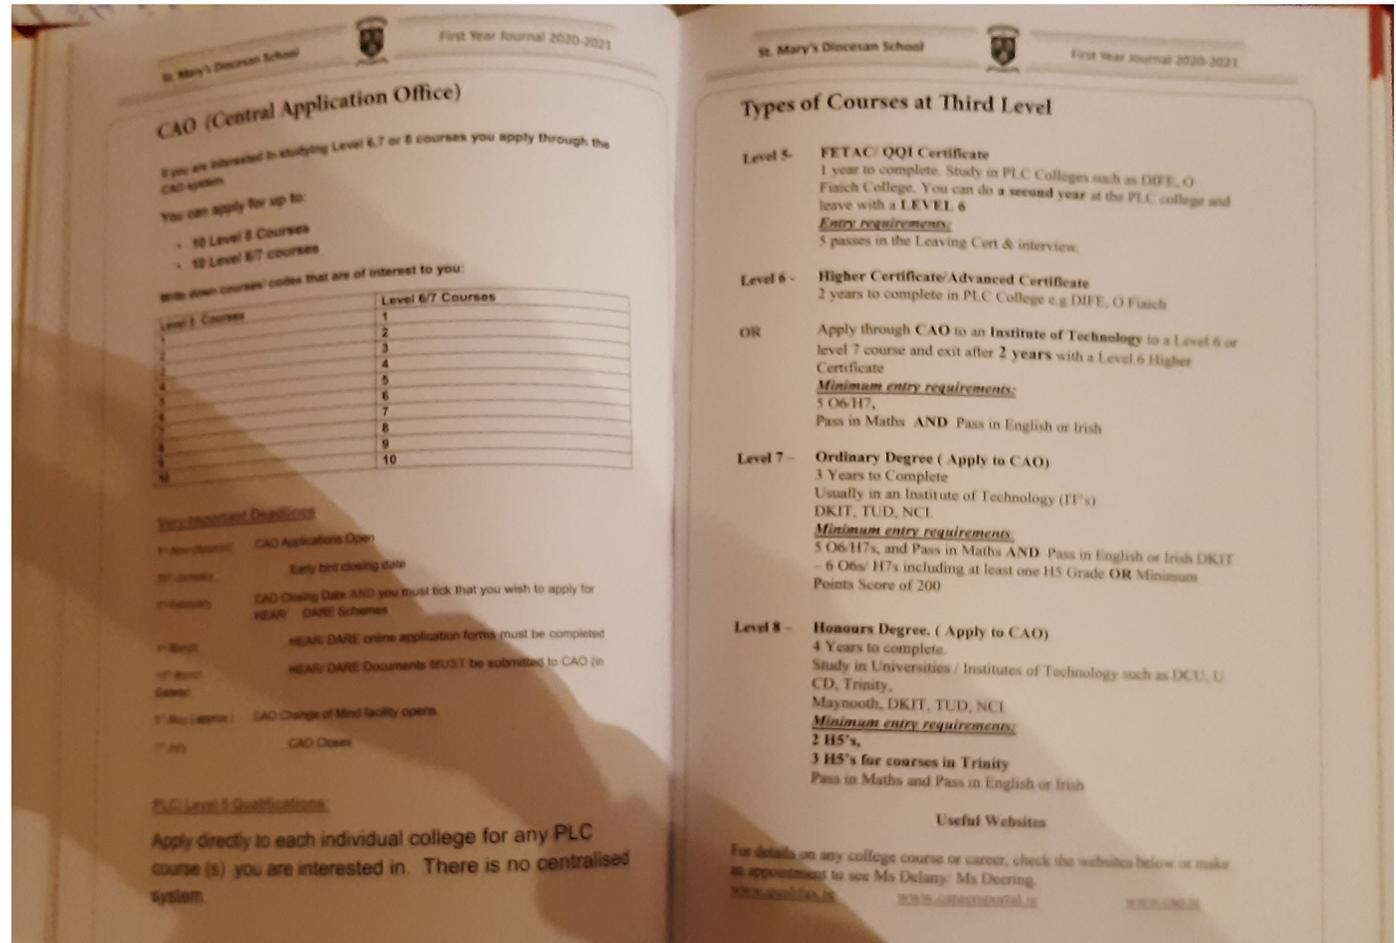 St. Mary's Diocesan School
First Year Journal 2020-2021
CAO (Central Application Office)
If you are interested in studying Level 6,7 or 8 courses you apply through the
CAO system.
You can apply for up to:
• 10 Level 8 Courses
• 10 Level 6/7 courses
Write down courses/ codes that are of interest to you:
Level 8 Courses Level 6/7 Courses
1 1
2 2
3 3
4 4
5 5
6 6
7 7
8 8
9 9
10 10
Very Important Deadlines
CAO Applications Open
Early bird closing date
CAO Closing Date AND you must tick that you wish to apply for
HEAR/ DARE Schemes
HEAR/ DARE online application forms must be completed
HEAR/ DARE Documents MUST be submitted to CAO (in
CAO Change of Mind facility opens.
CAO Closes
PLC/ Level 5 Qualifications:
Apply directly to each individual college for any PLC
course (s) you are interested in. There is no centralised
system.
St. Mary's Diocesan School
First Year Journal 2020-2021
Types of Courses at Third Level
Level 5- FETAC/ QQI Certificate
1 year to complete. Study in PLC Colleges such as DIFE, O
Fiaich College. You can do a second year at the PLC college and
leave with a LEVEL 6
Entry requirements:
5 passes in the Leaving Cert & interview.
Level 6 - Higher Certificate/Advanced Certificate
2 years to complete in PLC College e.g DIFE, O Fiaich
OR Apply through CAO to an Institute of Technology to a Level 6 or
level 7 course and exit after 2 years with a Level 6 Higher
Certificate
Minimum entry requirements:
5 O6/H7,
Pass in Maths AND Pass in English or Irish
Level 7 – Ordinary Degree ( Apply to CAO)
3 Years to Complete
Usually in an Institute of Technology (IT's)
DKIT, TUD, NCI.
Minimum entry requirements:
5 O6/H7s, and Pass in Maths AND Pass in English or Irish DKIT
– 6 O6s/ H7s including at least one H5 Grade OR Minimum
Points Score of 200
Level 8 – Honours Degree. ( Apply to CAO)
4 Years to complete.
Study in Universities / Institutes of Technology such as DCU, U
CD, Trinity,
Maynooth, DKIT, TUD, NCI
Minimum entry requirements:
2 H5's,
3 H5's for courses in Trinity
Pass in Maths and Pass in English or Irish
Useful Websites
For details on any college course or career, check the websites below or make
an appointment to see Ms Delany/ Ms Deering.
www.qualifax.ie www.careersportal.ie www.cao.ie